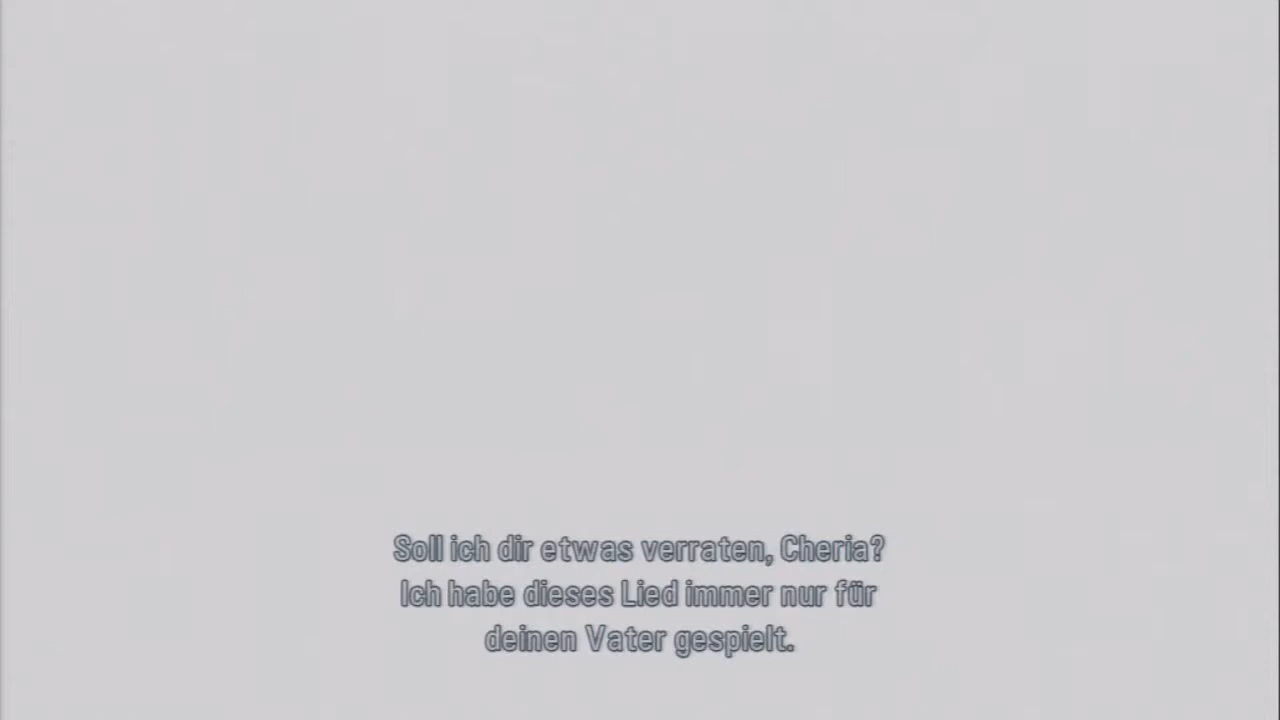 Soll ich dir etwas verraten, Cheria?
Ich habe dieses Lied immer nur für
deinen Vater gespielt.